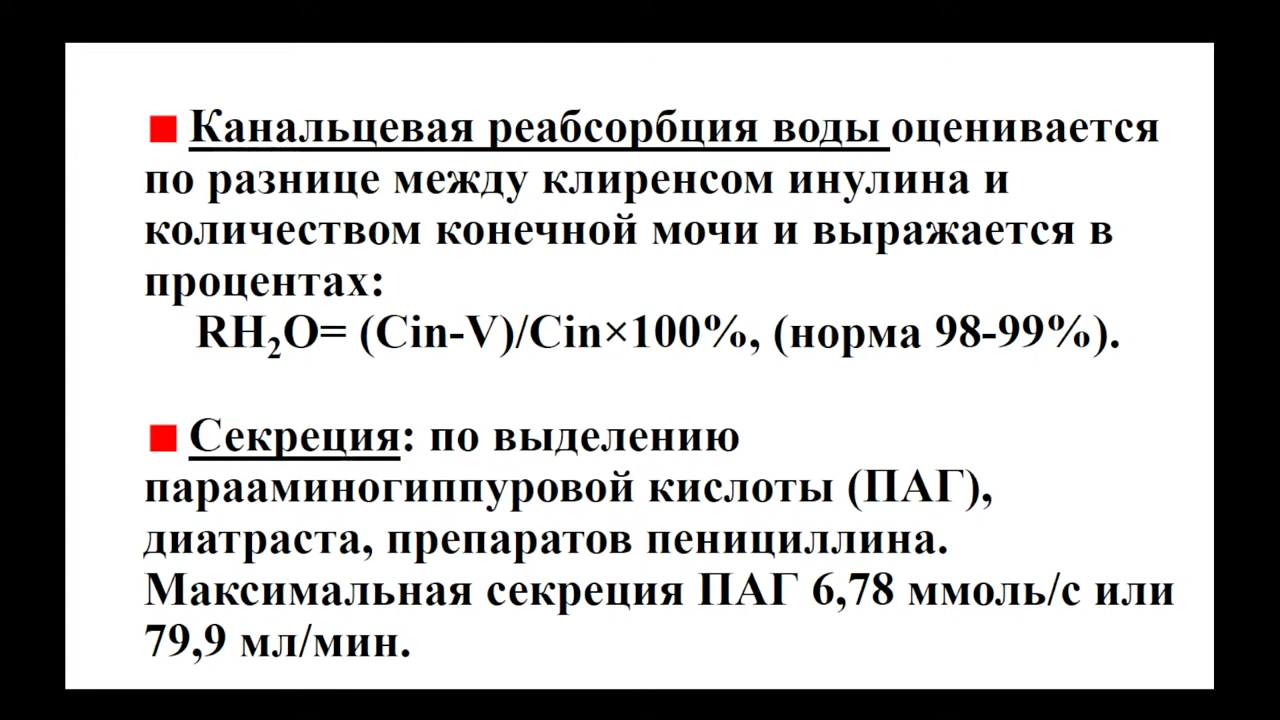 Канальцевая реабсорбция воды оценивается
по разнице между клиренсом инулина и
количеством конечной мочи и выражается в
процентах:
RH₂O= (Cin-V)/Cin×100%, (норма 98-99%).
Секреция: по выделению
парааминогиппуровой кислоты (ПАГ),
диатраста, препаратов пенициллина.
Максимальная секреция ПАГ 6,78 ммоль/с или
79,9 мл/мин.